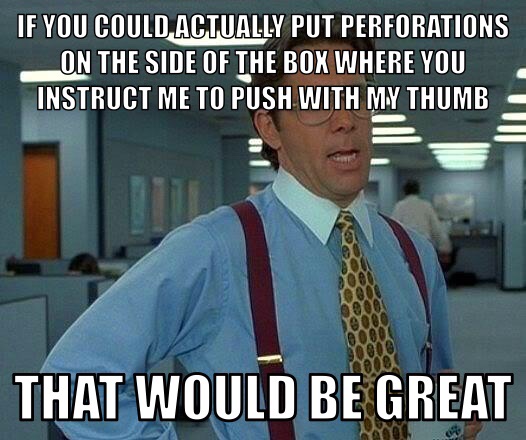 IF YOU COULD ACTUALLY PUT PERFORATIONS
ON THE SIDE OF THE BOX WHERE YOU
INSTRUCT ME TO PUSH WITH MY THUMB
THAT WOULD BE GREAT